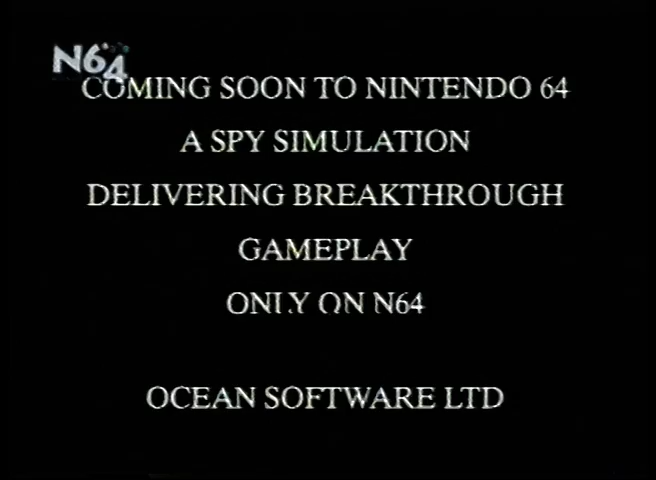 N64
COMING SOON TO NINTENDO 64
A SPY SIMULATION
DELIVERING BREAKTHROUGH
GAMEPLAY
ONLY ON N64
OCEAN SOFTWARE LTD